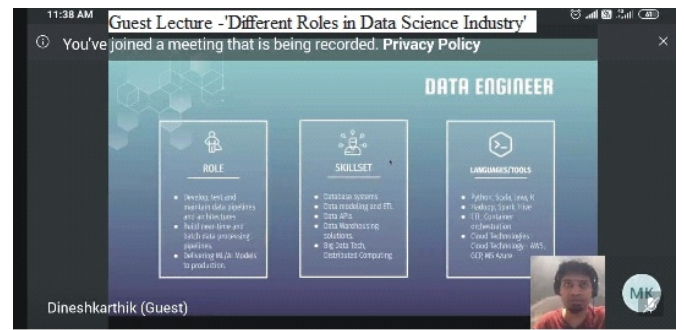 11:38 AM
Guest Lecture -'Different Roles in Data Science Industry'
You've joined a meeting that is being recorded. Privacy Policy
DATA ENGINEER
ROLE
Develop, test and
maintain data pipelines
and architectures
Build near-time and
batch data processing
pipelines.
Delivering ML/AI Models
to production.
SKILLSET
Database systems.
Data modeling and ETL.
Data APIs
Data Warehousing
solutions.
Big Data Tech,
Distributed Computing
LANGUAGES/TOOLS
Python, Scala, Java, R
Hadoop, Spark, Hive
ETL, Container
orchestration
Cloud Technologies
Cloud Technology - AWS,
GCP, MS Azure
Dineshkarthik (Guest)
MK